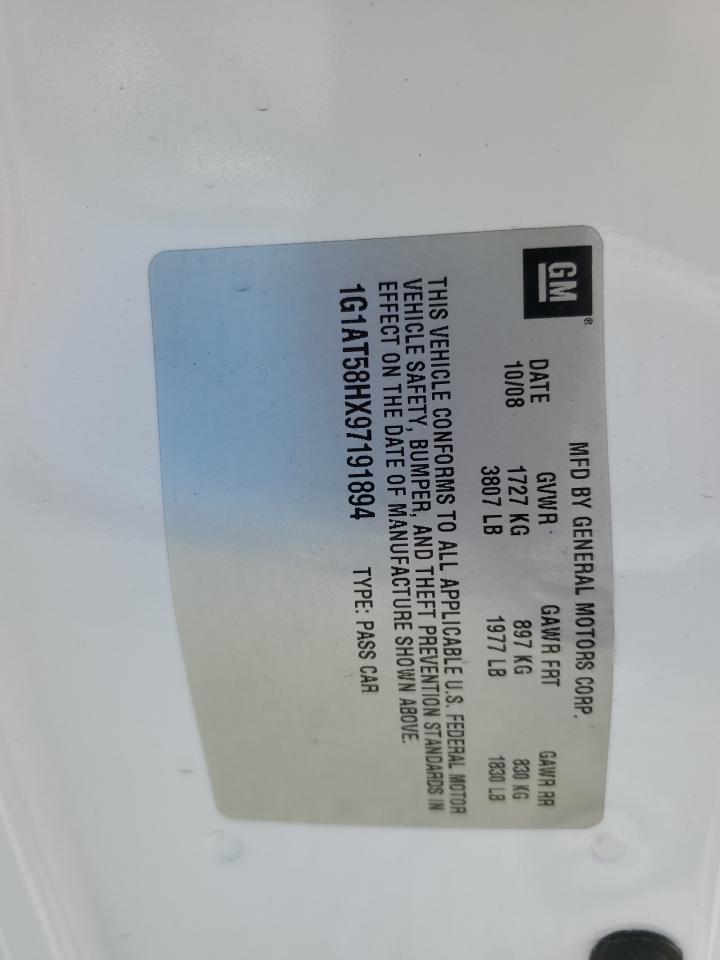 GM®
MFD BY GENERAL MOTORS CORP.
DATE GVWR GAWR FRT GAWR RR
10/08 1727 KG 897 KG 830 KG
3807 LB 1977 LB 1830 LB
THIS VEHICLE CONFORMS TO ALL APPLICABLE U.S. FEDERAL MOTOR
VEHICLE SAFETY, BUMPER, AND THEFT PREVENTION STANDARDS IN
EFFECT ON THE DATE OF MANUFACTURE SHOWN ABOVE.
1G1AT58HX97191894 TYPE: PASS CAR